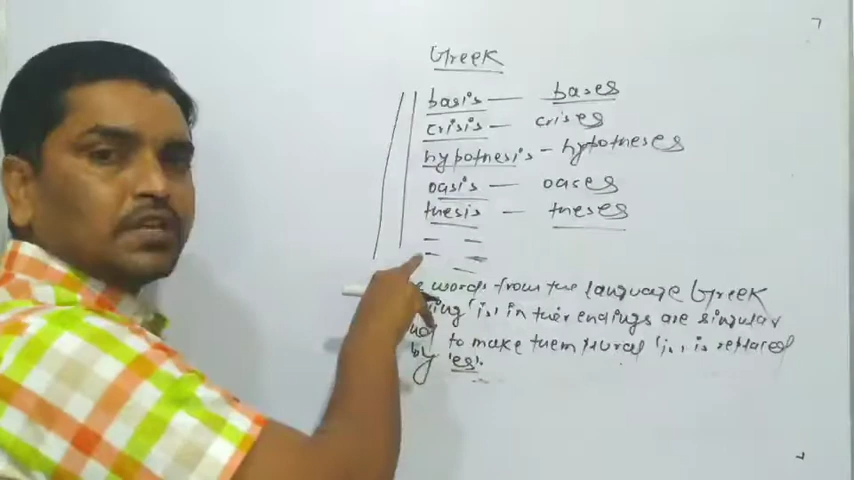 7
Greek
basis — bases
crisis — crises
hypothesis - hypotheses
oasis — oases
thesis — theses
words from the language Greek
'is' in their endings are singular
to make them plural 'is' is replaced
by 'es'.